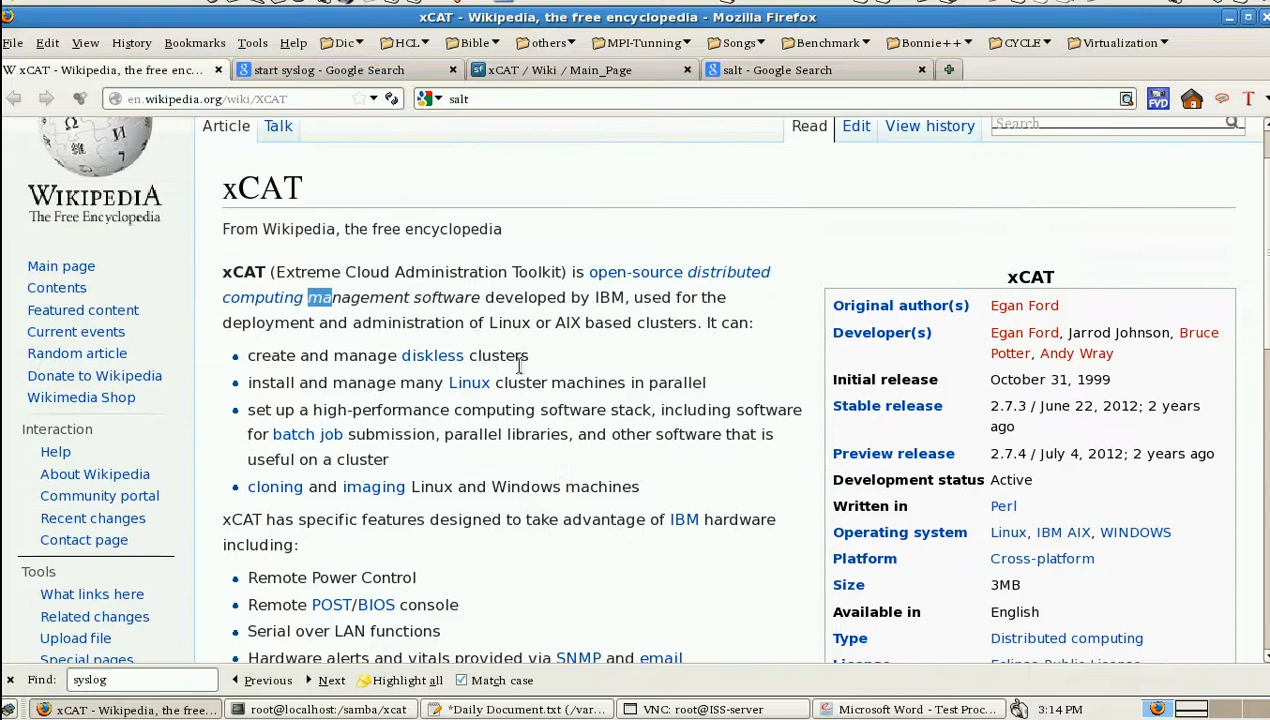 xCAT - Wikipedia, the free encyclopedia - Mozilla Firefox
File Edit View History Bookmarks Tools Help Dic HCL Bible others MPI-Tunning Songs Benchmark Bonnie++ CYCLE Virtualization
W xCAT - Wikipedia, the free enc... start syslog - Google Search xCAT / Wiki / Main_Page salt - Google Search
en.wikipedia.org/wiki/XCAT salt FVD T
Article Talk Read Edit View history Search
WIKIPEDIA
The Free Encyclopedia
Main page
Contents
Featured content
Current events
Random article
Donate to Wikipedia
Wikimedia Shop
Interaction
Help
About Wikipedia
Community portal
Recent changes
Contact page
Tools
What links here
Related changes
Upload file
Special pages
xCAT
From Wikipedia, the free encyclopedia
xCAT (Extreme Cloud Administration Toolkit) is open-source distributed
computing management software developed by IBM, used for the
deployment and administration of Linux or AIX based clusters. It can:
create and manage diskless clusters
install and manage many Linux cluster machines in parallel
set up a high-performance computing software stack, including software
for batch job submission, parallel libraries, and other software that is
useful on a cluster
cloning and imaging Linux and Windows machines
xCAT has specific features designed to take advantage of IBM hardware
including:
Remote Power Control
Remote POST/BIOS console
Serial over LAN functions
Hardware alerts and vitals provided via SNMP and email
xCAT
Original author(s) Egan Ford
Developer(s) Egan Ford, Jarrod Johnson, Bruce
Potter, Andy Wray
Initial release October 31, 1999
Stable release 2.7.3 / June 22, 2012; 2 years
ago
Preview release 2.7.4 / July 4, 2012; 2 years ago
Development status Active
Written in Perl
Operating system Linux, IBM AIX, WINDOWS
Platform Cross-platform
Size 3MB
Available in English
Type Distributed computing
License Eclipse Public License
Find: syslog Previous Next Highlight all Match case
xCAT - Wikipedia, the free... root@localhost:/samba/xcat *Daily Document.txt (/var... VNC: root@ISS-server Microsoft Word - Test Proc... 3:14 PM